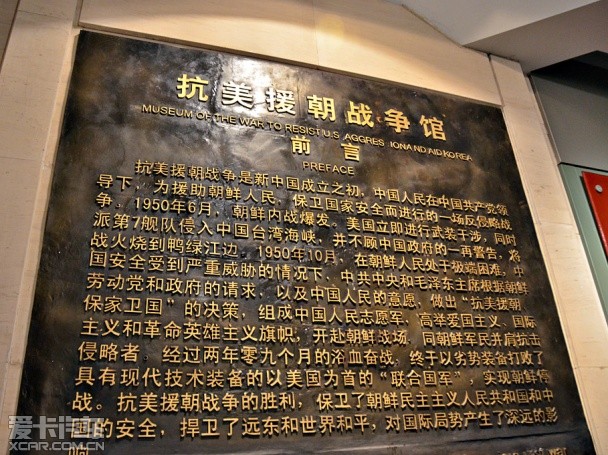 抗美援朝战争馆
MUSEUM OF THE WAR TO RESIST U.S AGGRES IONAND AID KOREA
前言
PREFACE
抗美援朝战争是新中国成立之初，中国人民在中国共产党领
导下，为援助朝鲜人民、保卫国家安全而进行的一场反侵略战
争。1950年6月，朝鲜内战爆发。美国立即进行武装干涉，同时
派第7舰队侵入中国台湾海峡，并不顾中国政府的一再警告，将
战火烧到鸭绿江边。1950年10月，在朝鲜人民处于极端困难，中
国安全受到严重威胁的情况下，中共中央和毛泽东主席根据朝鲜
劳动党和政府的请求，以及中国人民的意愿，做出“抗美援朝
保家卫国”的决策，组成中国人民志愿军，高举爱国主义、国际
主义和革命英雄主义旗帜，开赴朝鲜战场，同朝鲜军民并肩抗击
侵略者。经过两年零九个月的浴血奋战，终于以劣势装备打败了
具有现代技术装备的以美国为首的“联合国军”，实现朝鲜停
战。抗美援朝战争的胜利，保卫了朝鲜民主主义人民共和国和中
国的安全，捍卫了远东和世界和平，对国际局势产生了深远的影
响
爱卡汽车
XCAR.COM.CN